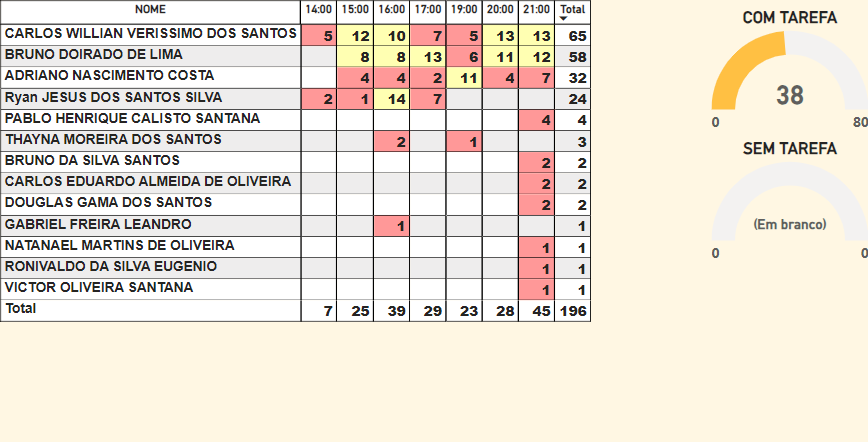 NOME 14:00 15:00 16:00 17:00 19:00 20:00 21:00 Total
CARLOS WILLIAN VERISSIMO DOS SANTOS 5 12 10 7 5 13 13 65
BRUNO DOIRADO DE LIMA 8 8 13 6 11 12 58
ADRIANO NASCIMENTO COSTA 4 4 2 11 4 7 32
Ryan JESUS DOS SANTOS SILVA 2 1 14 7 24
PABLO HENRIQUE CALISTO SANTANA 4 4
THAYNA MOREIRA DOS SANTOS 2 1 3
BRUNO DA SILVA SANTOS 2 2
CARLOS EDUARDO ALMEIDA DE OLIVEIRA 2 2
DOUGLAS GAMA DOS SANTOS 2 2
GABRIEL FREIRA LEANDRO 1 1
NATANAEL MARTINS DE OLIVEIRA 1 1
RONIVALDO DA SILVA EUGENIO 1 1
VICTOR OLIVEIRA SANTANA 1 1
Total 7 25 39 29 23 28 45 196
COM TAREFA
38
0 80
SEM TAREFA
(Em branco)
0 0